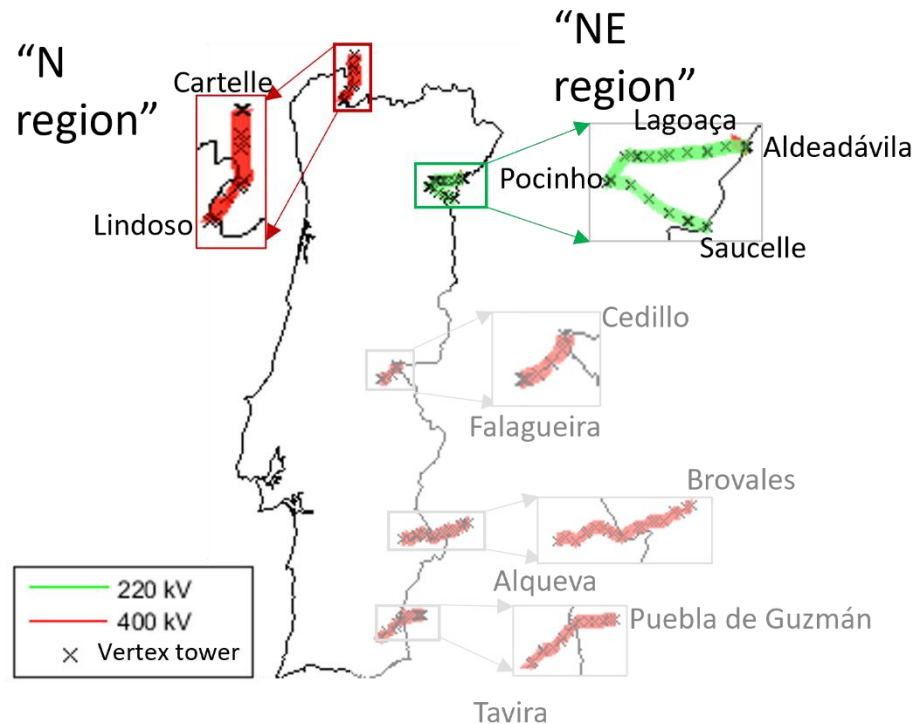 “N
region”
Cartelle
Lindoso
“NE
region”
Lagoaça
Aldeadávila
Pocinho
Saucelle
Cedillo
Falagueira
Brovales
Alqueva
Puebla de Guzmán
Tavira
220 kV
400 kV
Vertex tower